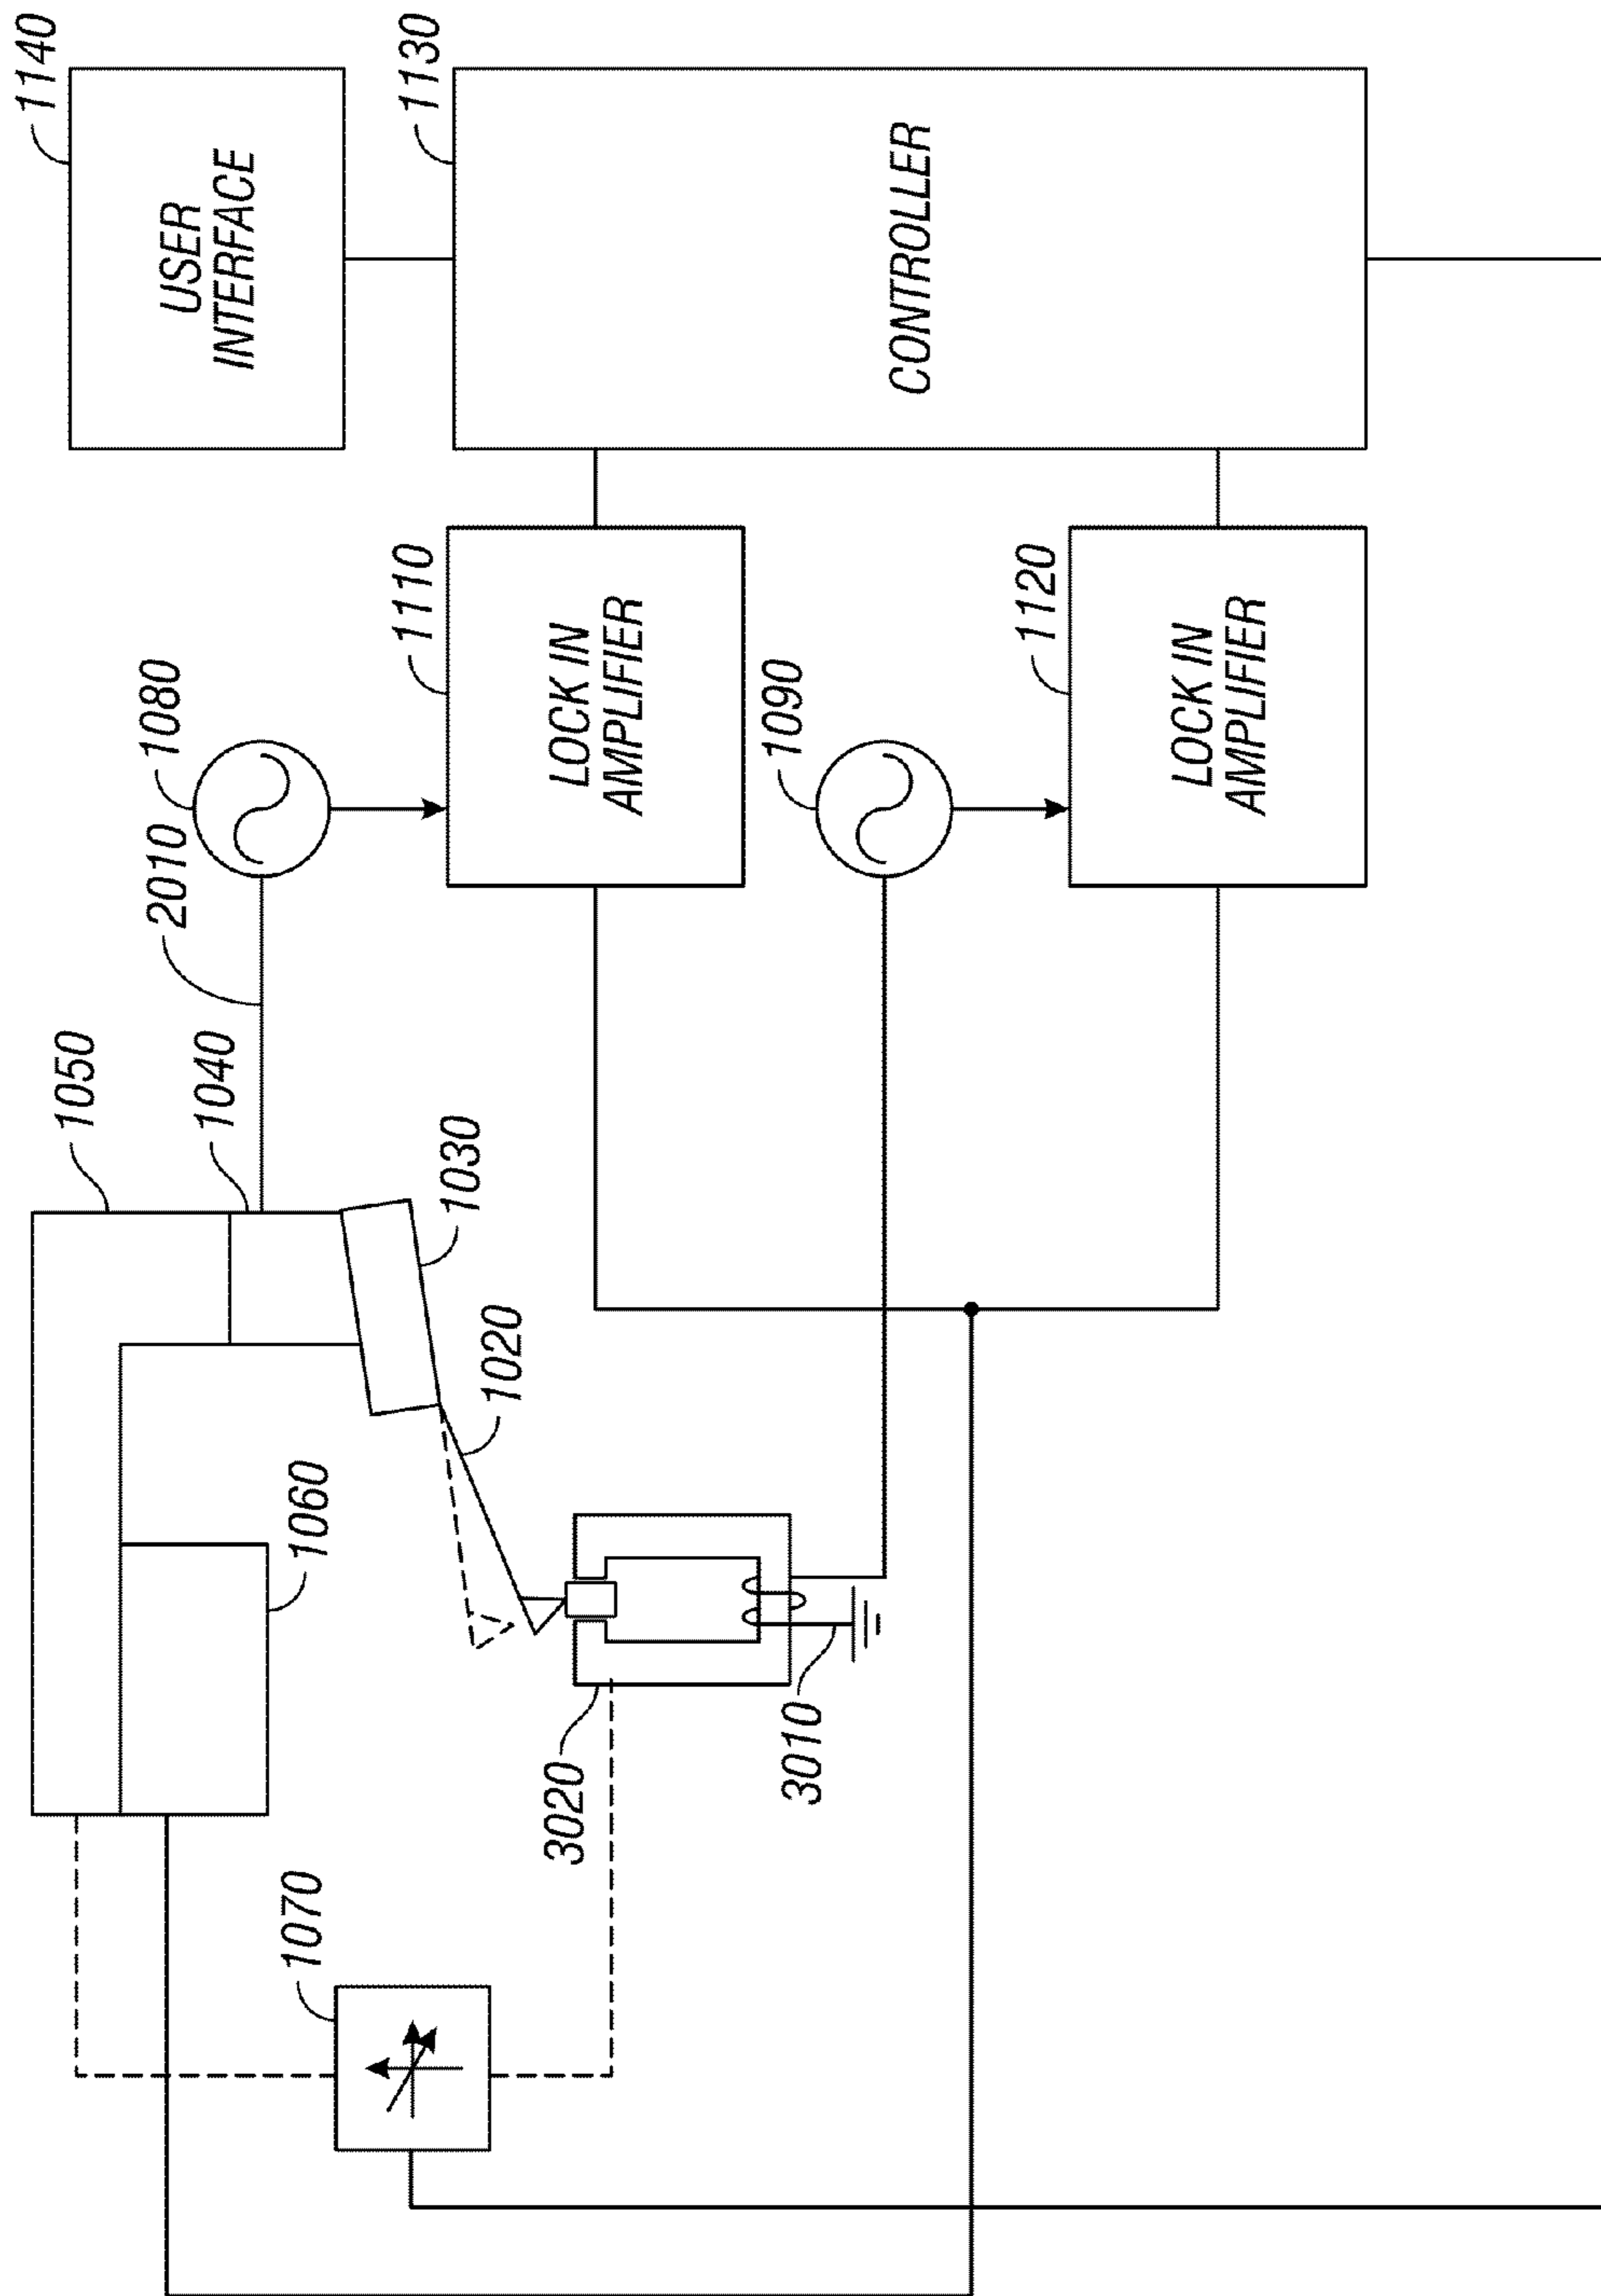 1050
1040
2010
1080
1140
USER
INTERFACE
1060
1070
1030
1020
1110
LOCK IN
AMPLIFIER
1130
CONTROLLER
3020
3010
1090
1120
LOCK IN
AMPLIFIER